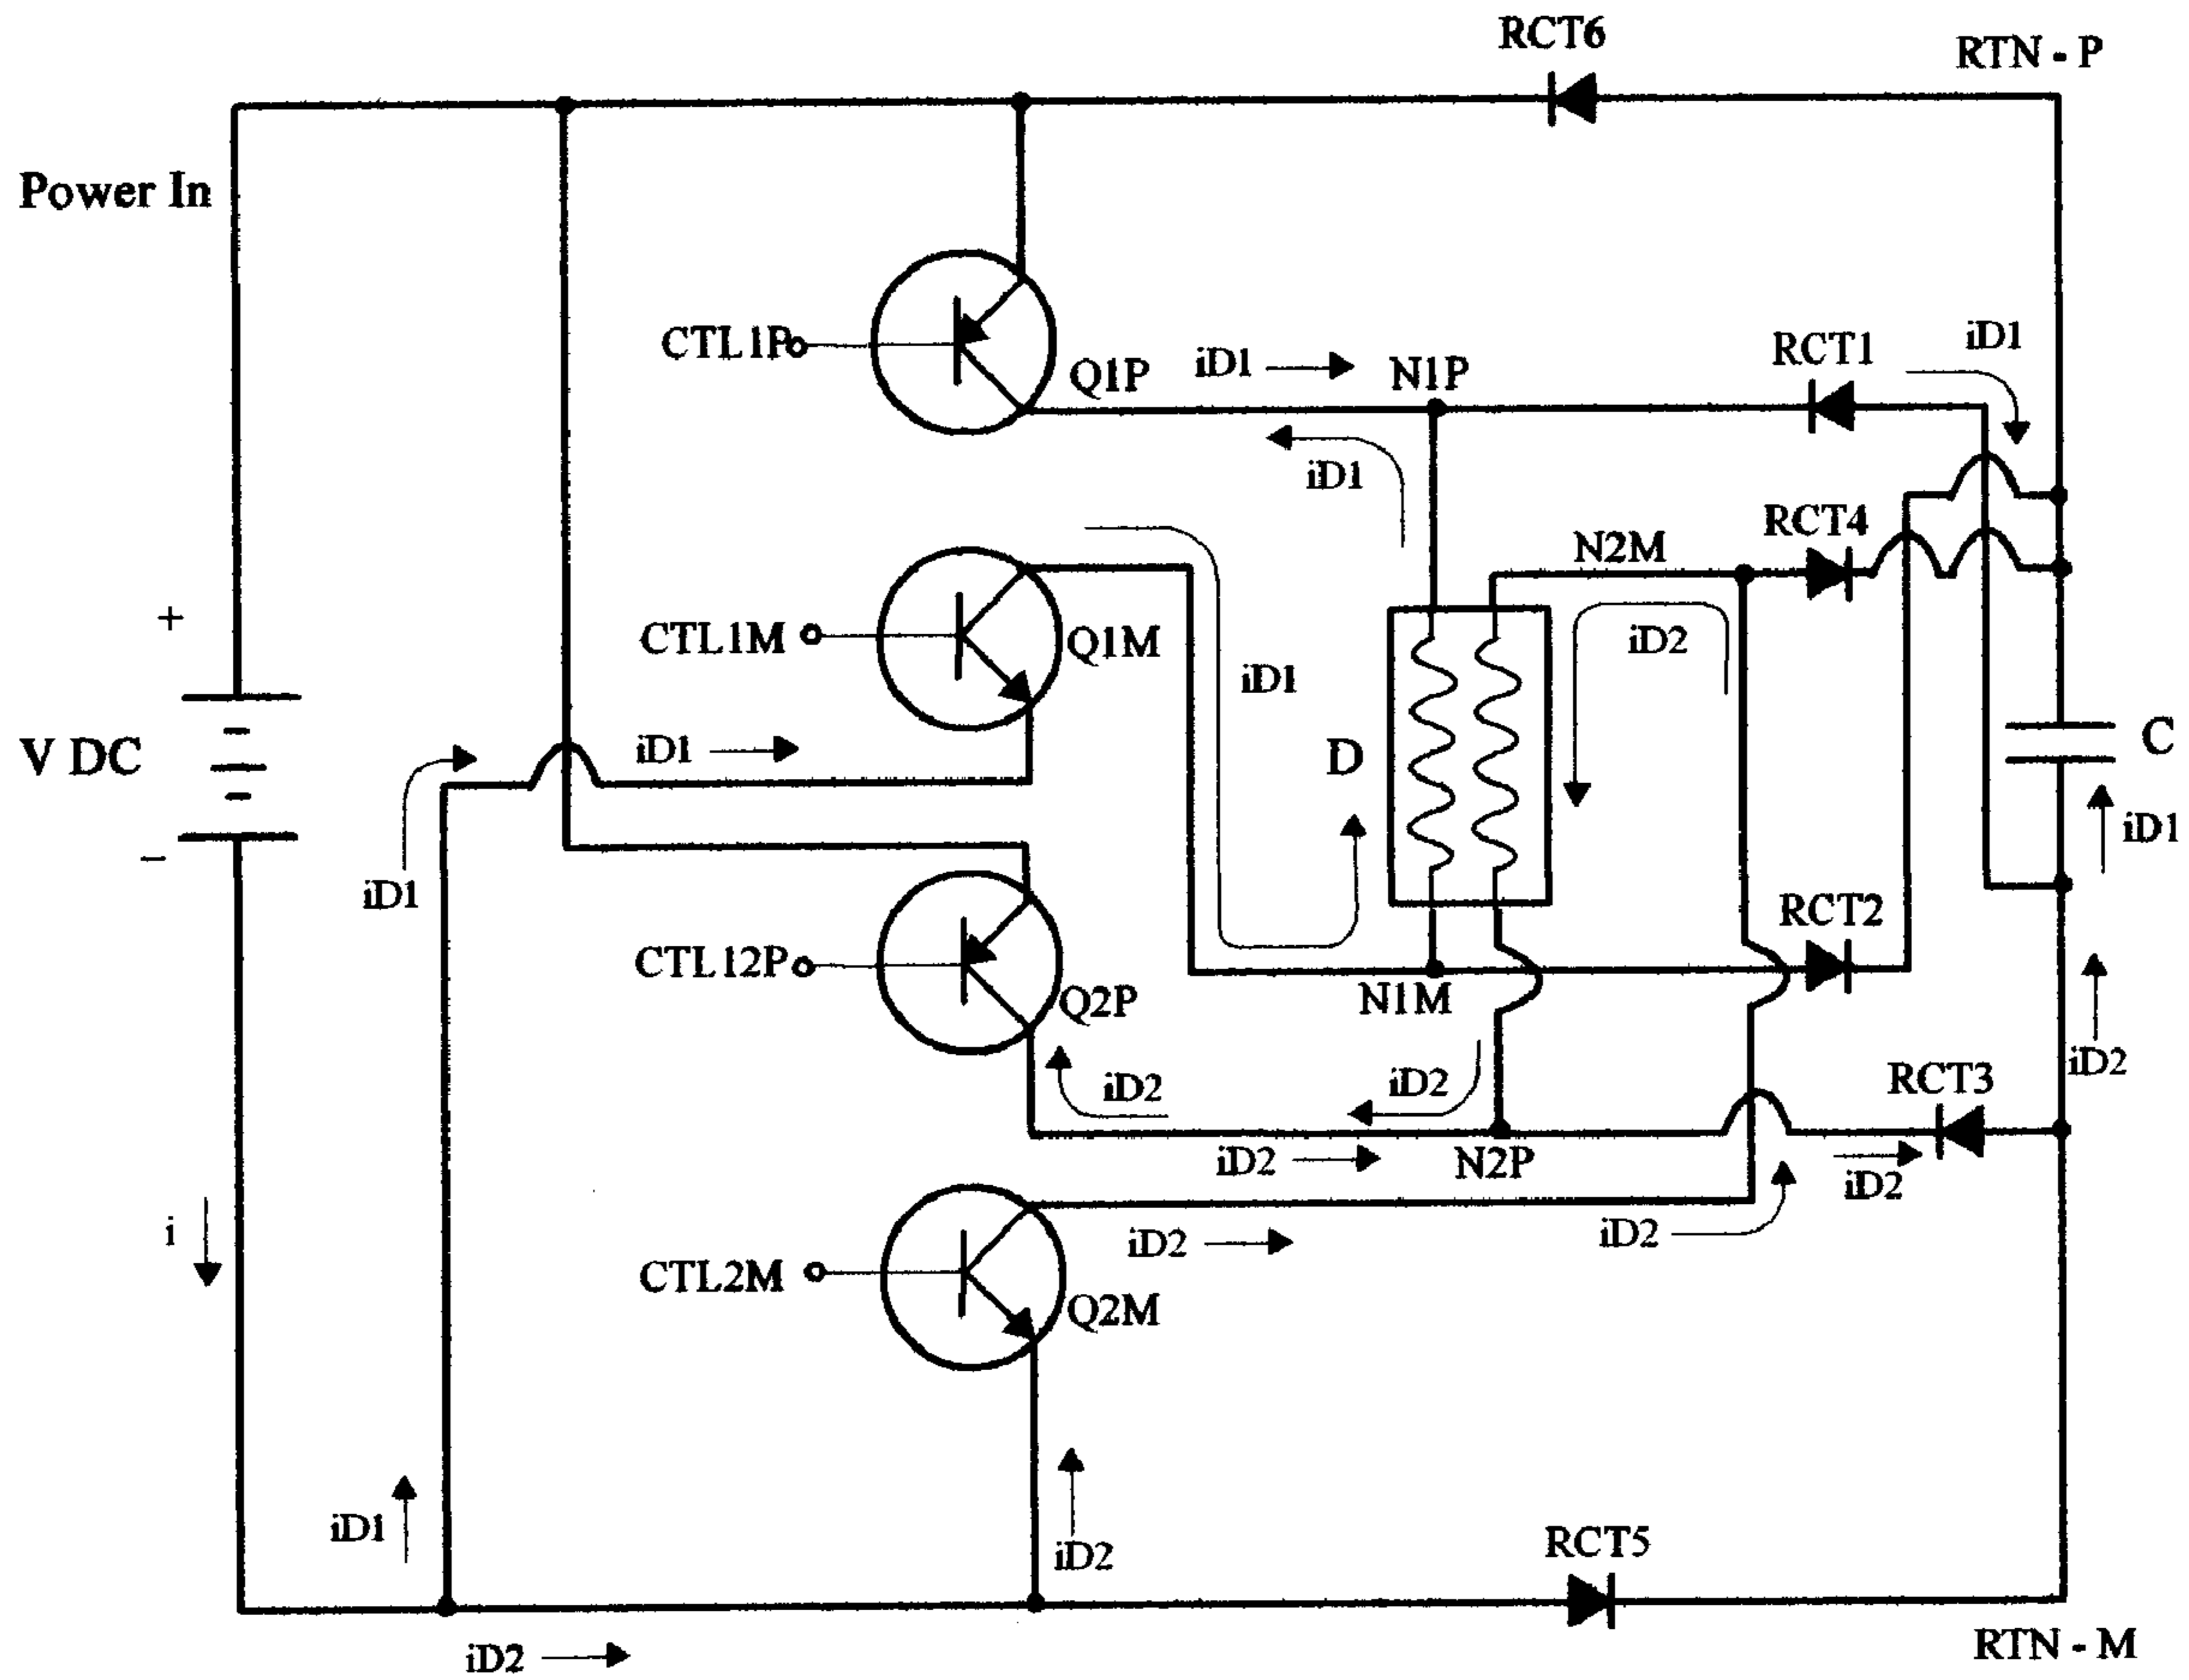 RCT6
RTN - P
Power In
CTL1P
Q1P
iD1
N1P
RCT1
iD1
iD1
RCT4
N2M
CTL1M
Q1M
iD1
iD2
+
V DC
iD1
D
C
iD1
iD1
−
RCT2
CTL12P
Q2P
N1M
iD2
iD2
iD2
RCT3
iD2
N2P
iD2
i
CTL2M
iD2
iD2
Q2M
iD1
iD2
RCT5
iD2
RTN - M